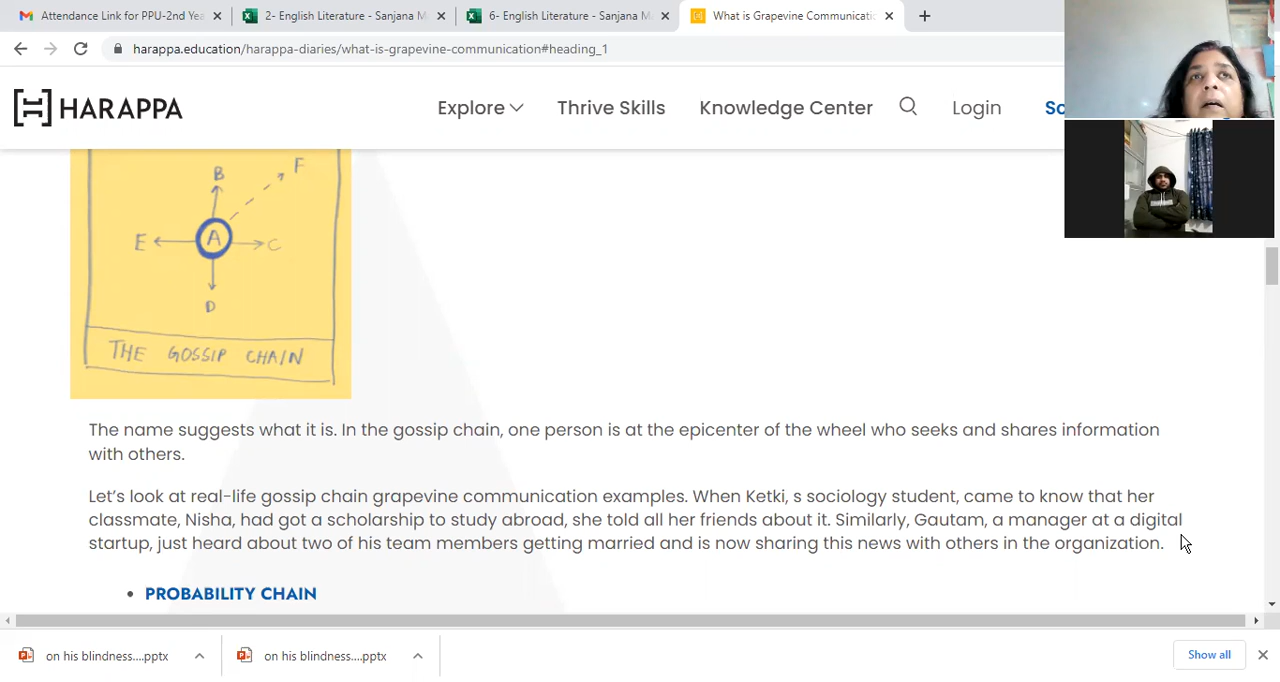 Attendance Link for PPU-2nd Yea
2- English Literature - Sanjana M
6- English Literature - Sanjana M
What is Grapevine Communicati
harappa.education/harappa-diaries/what-is-grapevine-communication#heading_1
HARAPPA
Explore
Thrive Skills
Knowledge Center
Login
Sc
B
F
E
A
C
D
THE GOSSIP CHAIN
The name suggests what it is. In the gossip chain, one person is at the epicenter of the wheel who seeks and shares information
with others.
Let's look at real-life gossip chain grapevine communication examples. When Ketki, s sociology student, came to know that her
classmate, Nisha, had got a scholarship to study abroad, she told all her friends about it. Similarly, Gautam, a manager at a digital
startup, just heard about two of his team members getting married and is now sharing this news with others in the organization.
• PROBABILITY CHAIN
on his blindness....pptx
on his blindness....pptx
Show all